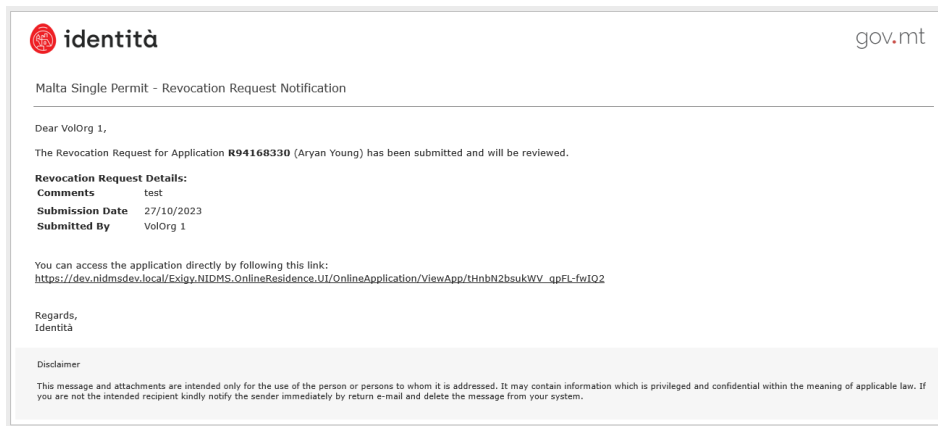 identità
gov.mt
Malta Single Permit - Revocation Request Notification
Dear VolOrg 1,
The Revocation Request for Application R94168330 (Aryan Young) has been submitted and will be reviewed.
Revocation Request Details:
Comments test
Submission Date 27/10/2023
Submitted By VolOrg 1
You can access the application directly by following this link:
https://dev.nidmsdev.local/Exigy.NIDMS.OnlineResidence.UI/OnlineApplication/ViewApp/tHnbN2bsukWV_qpFL-fwIQ2
Regards,
Identità
Disclaimer
This message and attachments are intended only for the use of the person or persons to whom it is addressed. It may contain information which is privileged and confidential within the meaning of applicable law. If
you are not the intended recipient kindly notify the sender immediately by return e-mail and delete the message from your system.